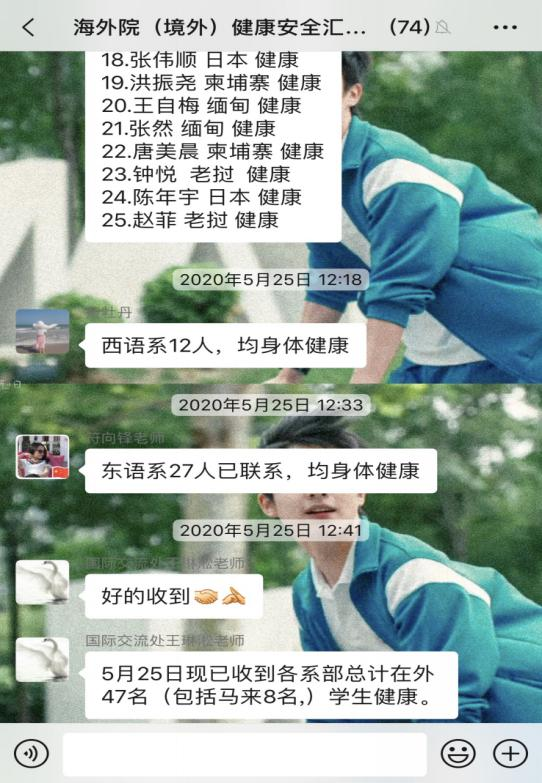 海外院（境外）健康安全汇... （74）
18.张伟顺 日本 健康
19.洪振尧 柬埔寨 健康
20.王自梅 缅甸 健康
21.张然 缅甸 健康
22.唐美晨 柬埔寨 健康
23.钟悦 老挝 健康
24.陈年宇 日本 健康
25.赵菲 老挝 健康
2020年5月25日 12:18
牡丹
西语系12人，均身体健康
2020年5月25日 12:33
向锋老师
东语系27人已联系，均身体健康
2020年5月25日 12:41
国际交流处王琳淞老师
好的收到🤝🙏
国际交流处王琳淞老师
5月25日现已收到各系部总计在外
47名（包括马来8名,）学生健康。